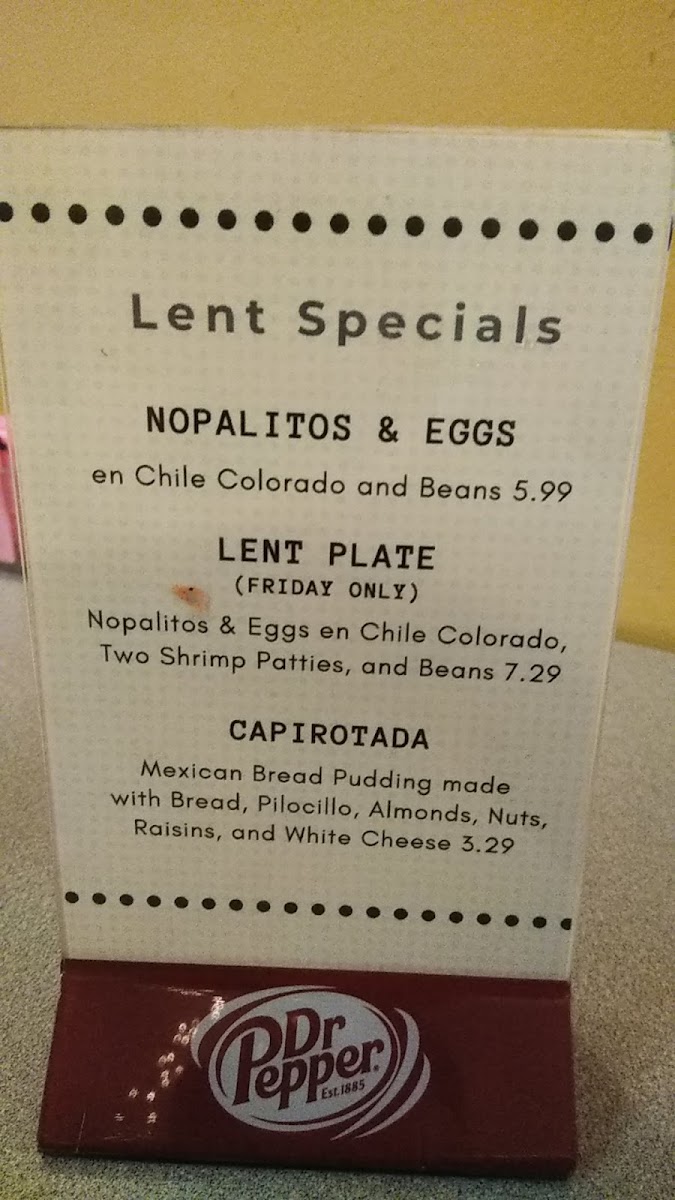 Lent Specials
NOPALITOS & EGGS
en Chile Colorado and Beans 5.99
LENT PLATE
(FRIDAY ONLY)
Nopalitos & Eggs en Chile Colorado,
Two Shrimp Patties, and Beans 7.29
CAPIROTADA
Mexican Bread Pudding made
with Bread, Pilocillo, Almonds, Nuts,
Raisins, and White Cheese 3.29
Dr
Pepper®
Est.1885